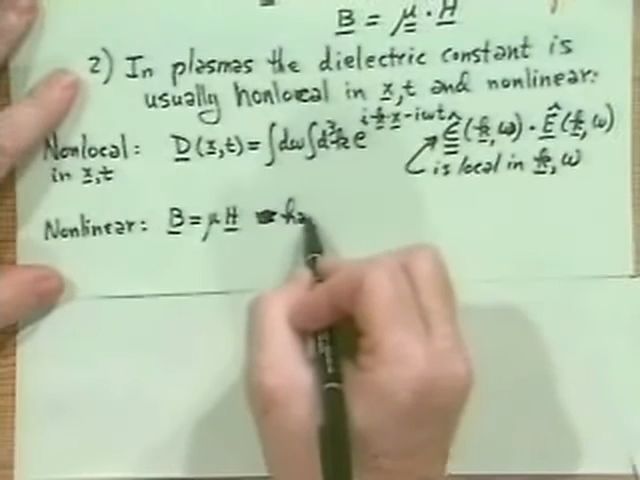 B = μ · H
2) In plasmas the dielectric constant is
usually nonlocal in x,t and nonlinear:
Nonlocal: D(x,t) = ∫dω∫d³k e^{ik·x-iωt} ε̂(k,ω) · Ê(k,ω)
in x,t
is local in k,ω
Nonlinear: B = μH